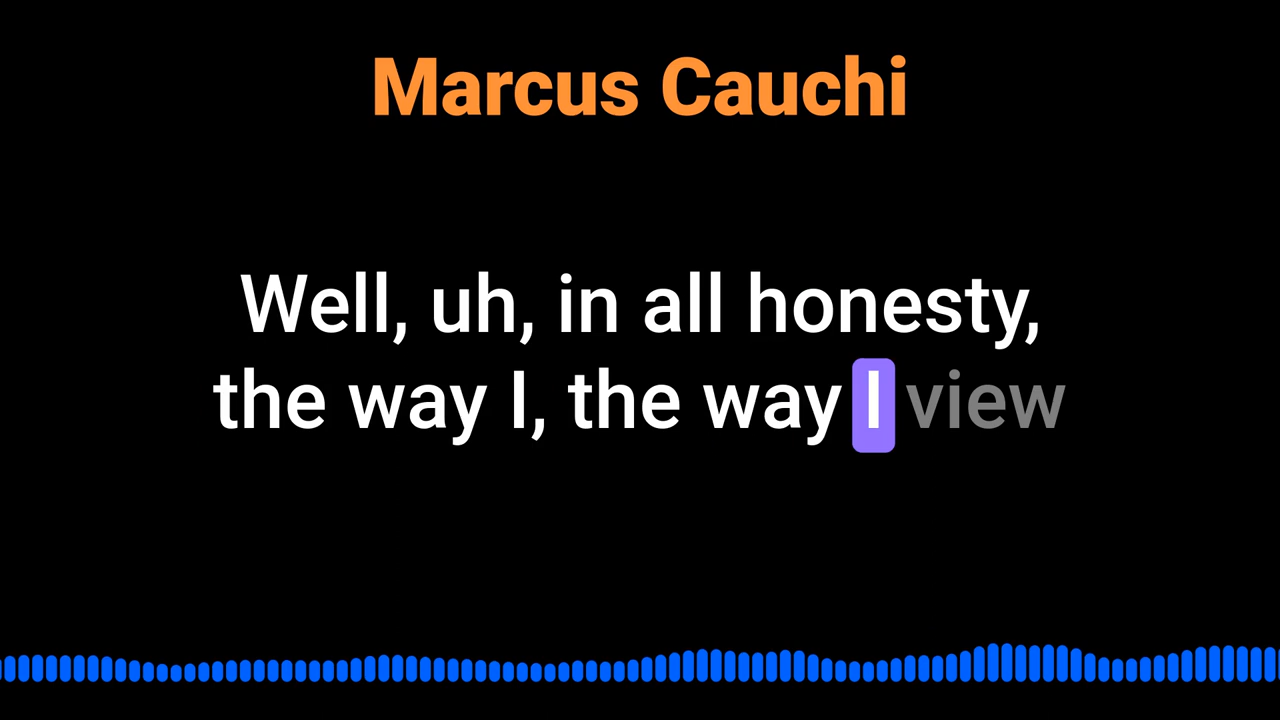 Marcus Cauchi
Well, uh, in all honesty,
the way I, the way I view